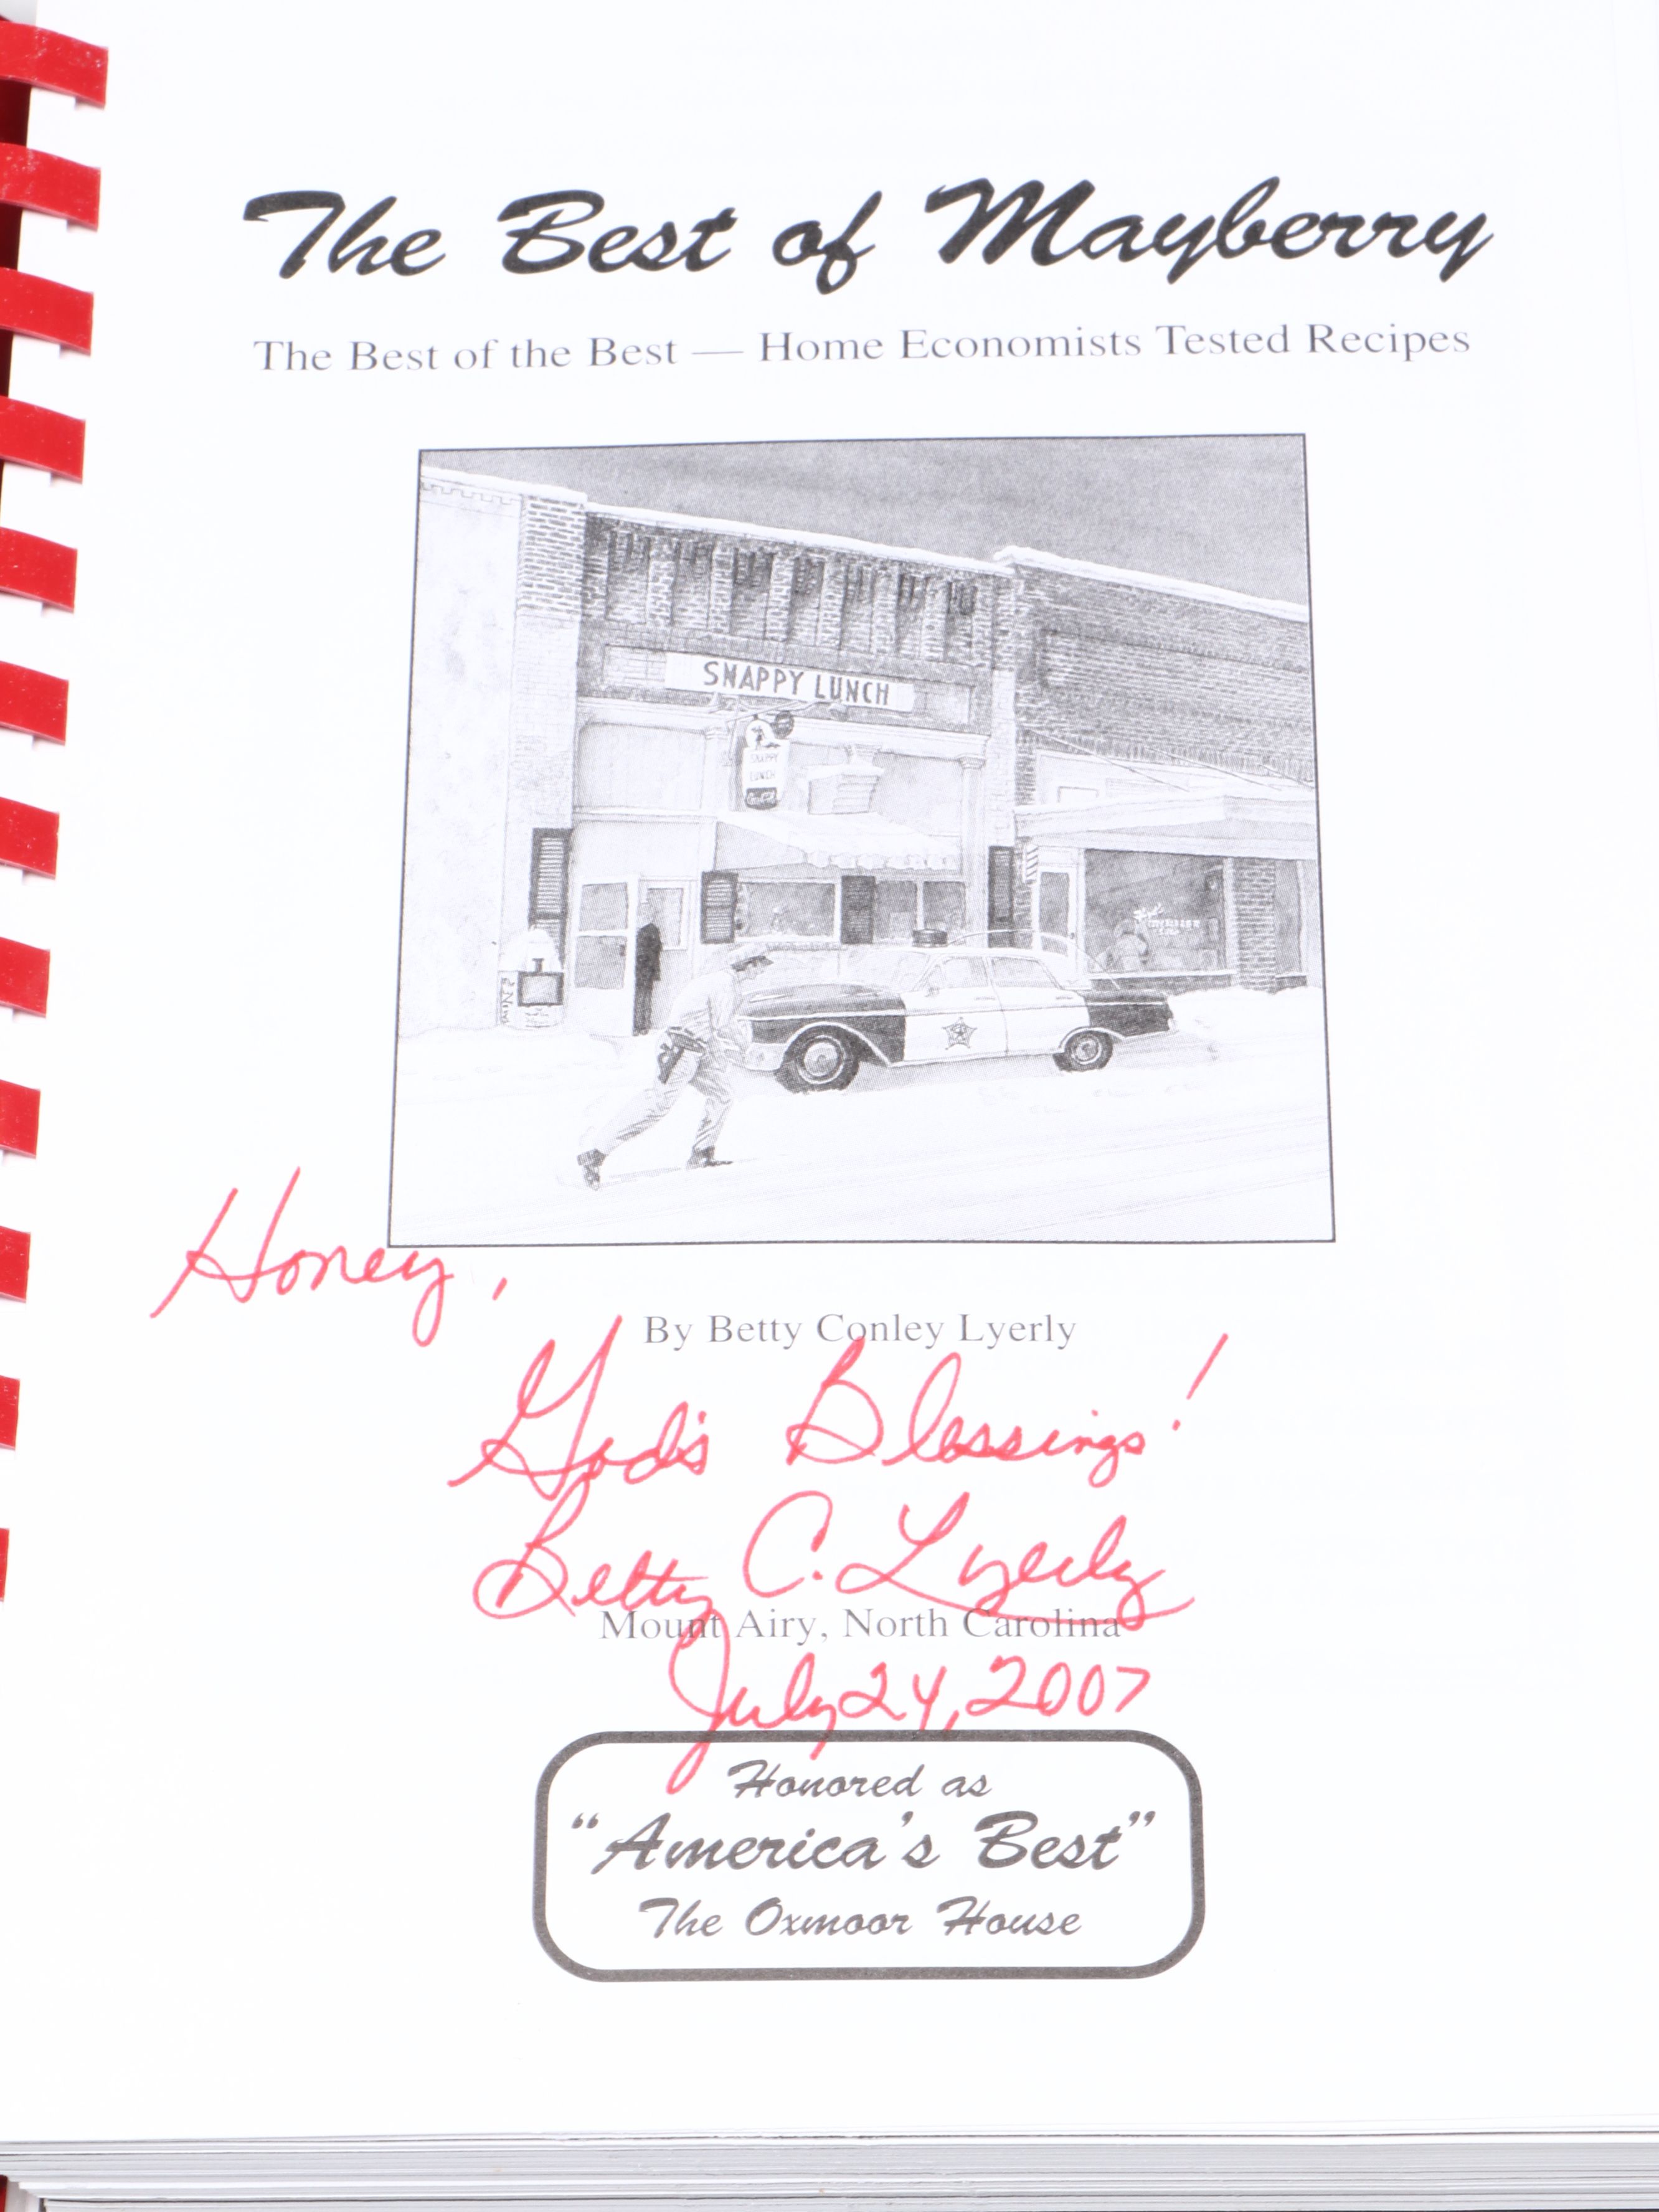 The Best of Mayberry
The Best of the Best — Home Economists Tested Recipes
SNAPPY LUNCH
SNAPPY
LUNCH
Honey,
By Betty Conley Lyerly
God's Blessings!
Betty C. Lyerly
Mount Airy, North Carolina
July 24, 2007
Honored as
"America's Best"
The Oxmoor House